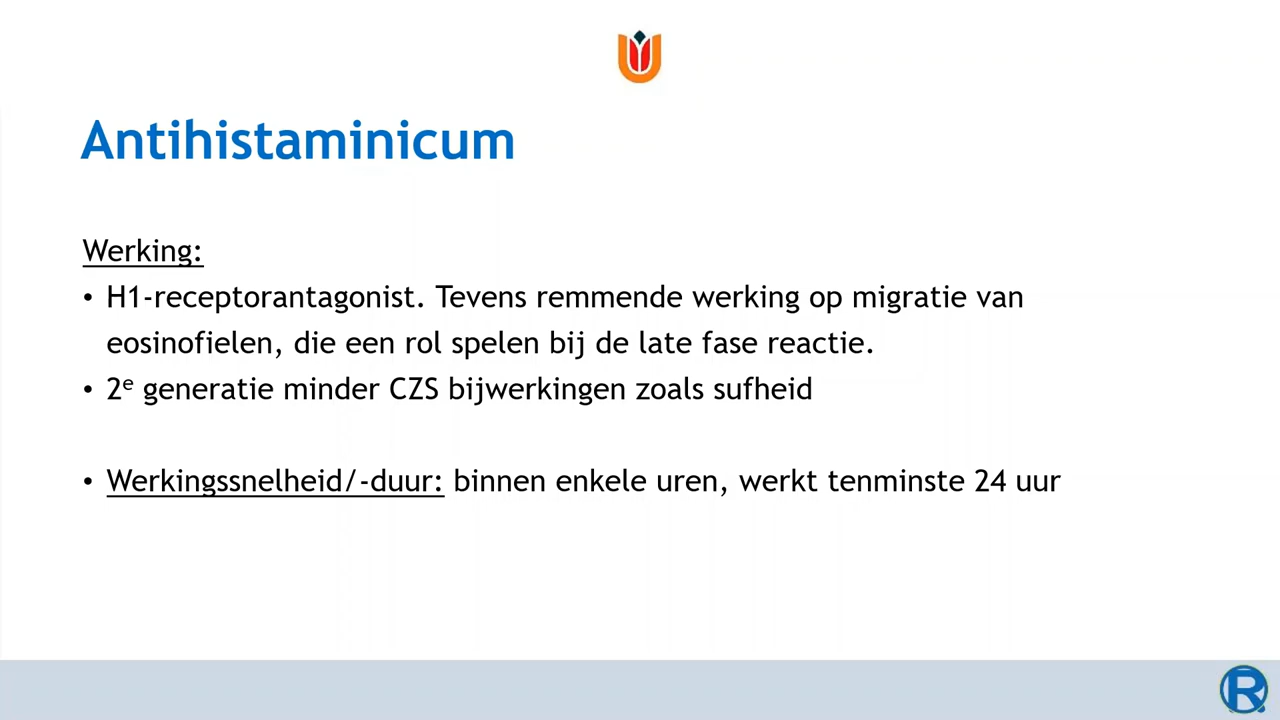 Antihistaminicum
Werking:
• H1-receptorantagonist. Tevens remmende werking op migratie van
eosinofielen, die een rol spelen bij de late fase reactie.
• 2e generatie minder CZS bijwerkingen zoals sufheid
• Werkingssnelheid/-duur: binnen enkele uren, werkt tenminste 24 uur
R